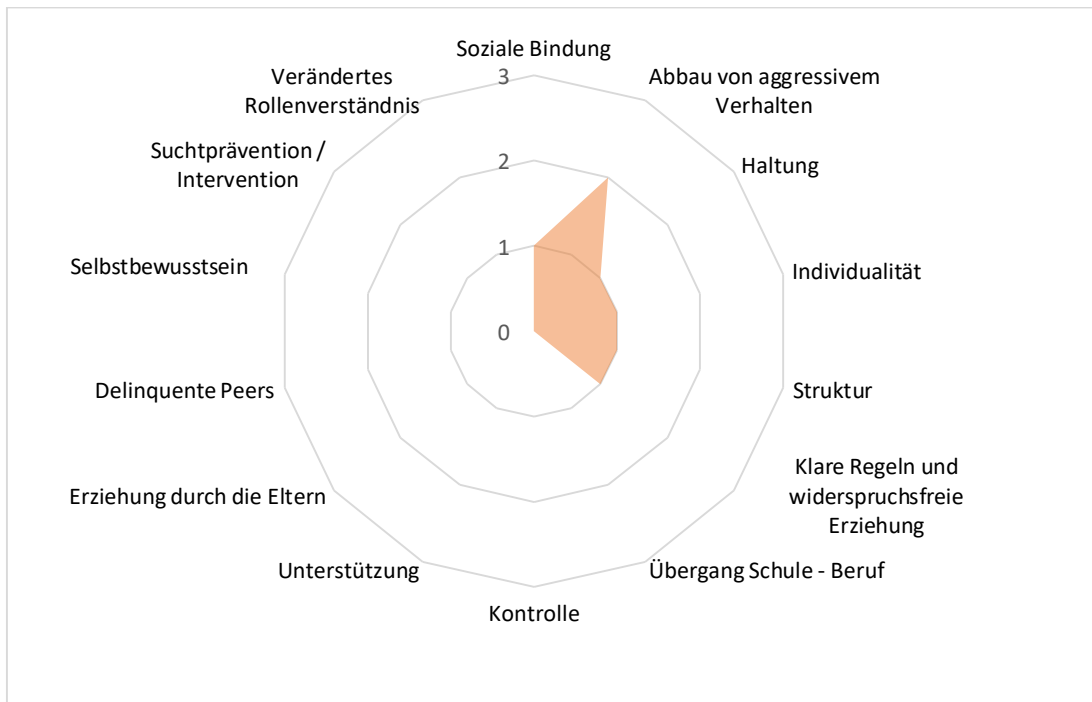 Soziale Bindung
Abbau von aggressivem
Verhalten
Haltung
Individualität
Struktur
Klare Regeln und
widerspruchsfreie
Erziehung
Übergang Schule - Beruf
Kontrolle
Unterstützung
Erziehung durch die Eltern
Delinquente Peers
Selbstbewusstsein
Suchtprävention /
Intervention
Verändertes
Rollenverständnis
3
2
1
0